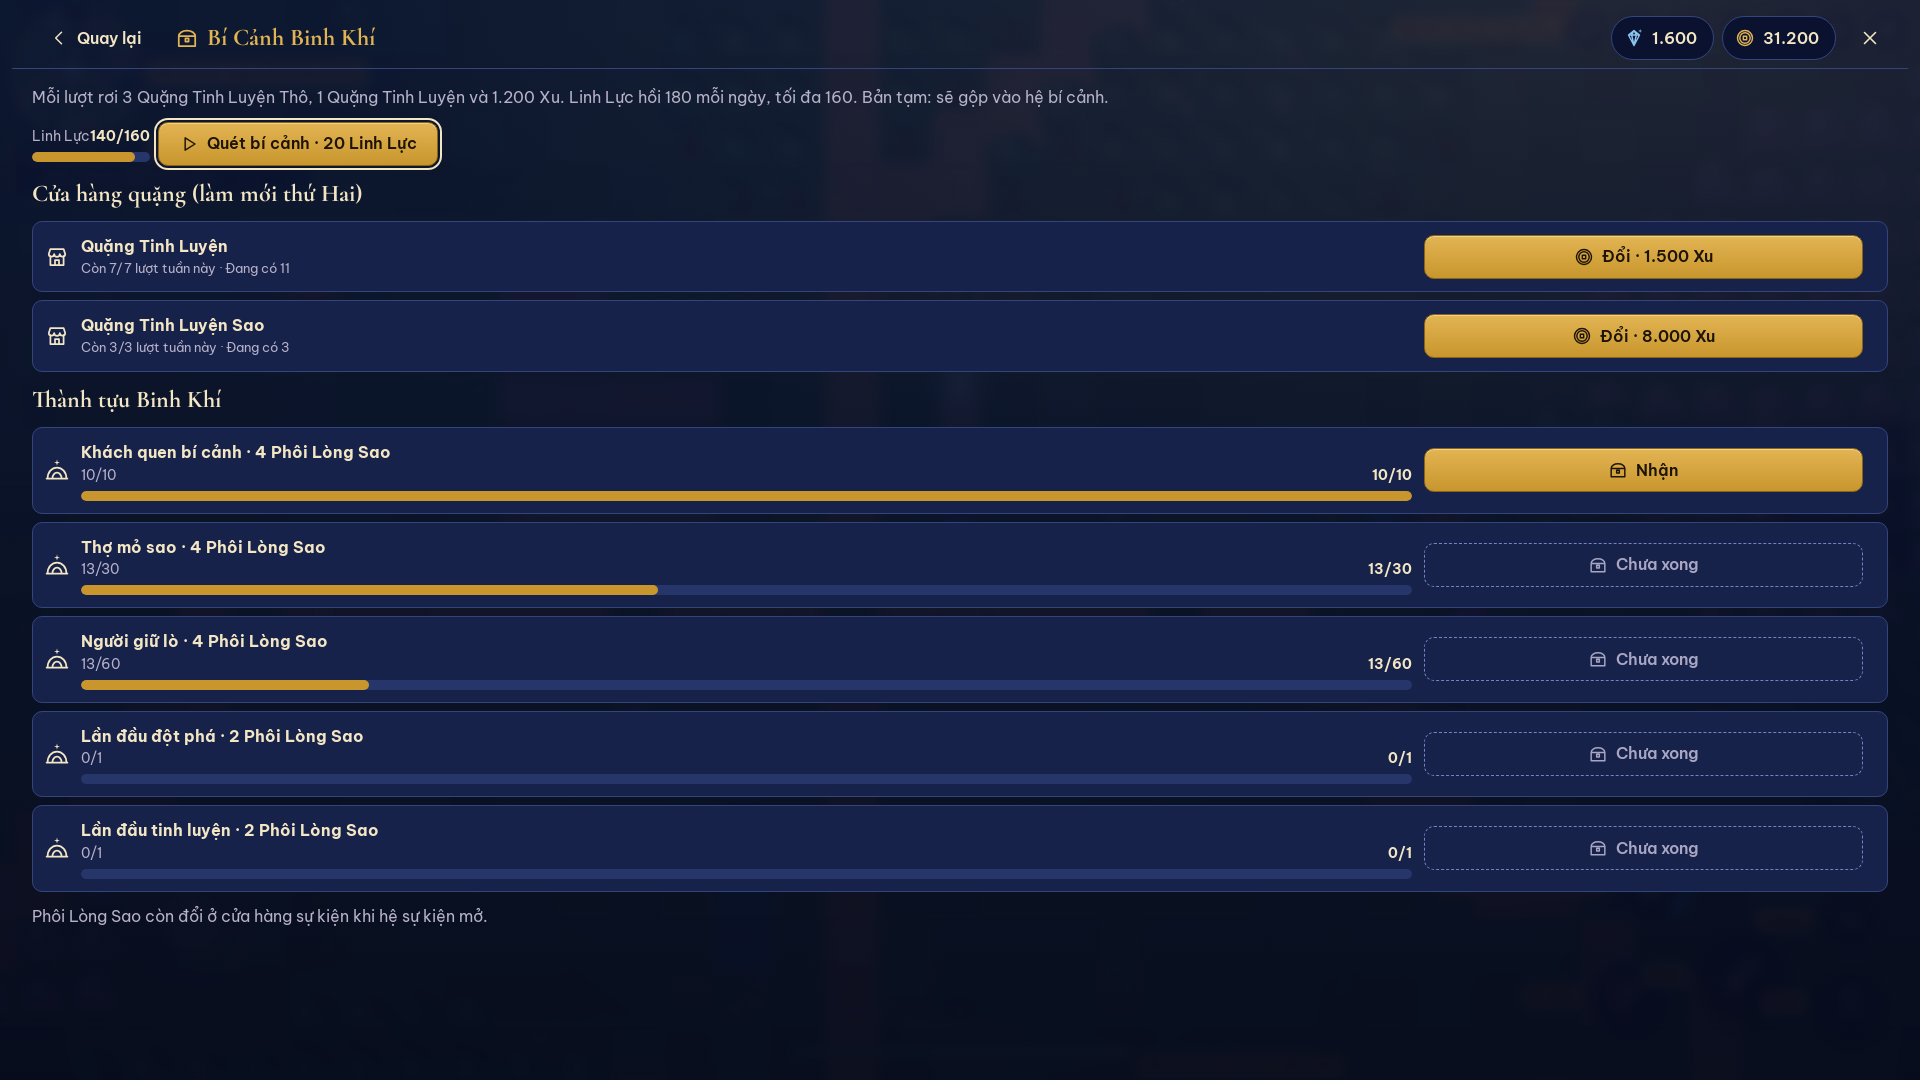 Quay lại
Bí Cảnh Binh Khí
1.600
31.200
Mỗi lượt rơi 3 Quặng Tinh Luyện Thô, 1 Quặng Tinh Luyện và 1.200 Xu. Linh Lực hồi 180 mỗi ngày, tối đa 160. Bản tạm: sẽ gộp vào hệ bí cảnh.
Linh Lực 140/160
Quét bí cảnh · 20 Linh Lực
Cửa hàng quặng (làm mới thứ Hai)
Quặng Tinh Luyện
Còn 7/7 lượt tuần này · Đang có 11
Đổi · 1.500 Xu
Quặng Tinh Luyện Sao
Còn 3/3 lượt tuần này · Đang có 3
Đổi · 8.000 Xu
Thành tựu Binh Khí
Khách quen bí cảnh · 4 Phôi Lòng Sao
10/10
10/10
Nhận
Thợ mỏ sao · 4 Phôi Lòng Sao
13/30
13/30
Chưa xong
Người giữ lò · 4 Phôi Lòng Sao
13/60
13/60
Chưa xong
Lần đầu đột phá · 2 Phôi Lòng Sao
0/1
0/1
Chưa xong
Lần đầu tinh luyện · 2 Phôi Lòng Sao
0/1
0/1
Chưa xong
Phôi Lòng Sao còn đổi ở cửa hàng sự kiện khi hệ sự kiện mở.